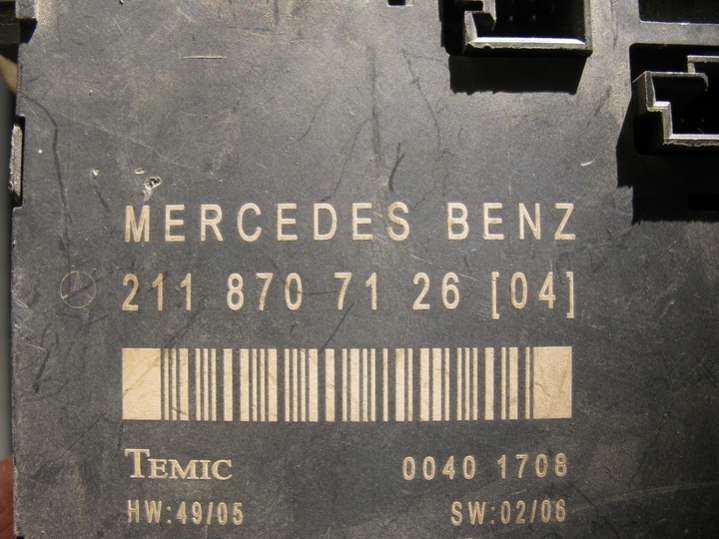 MERCEDES BENZ
211 870 71 26 [04]
TEMIC 0040 1708
HW:49/05 SW:02/06